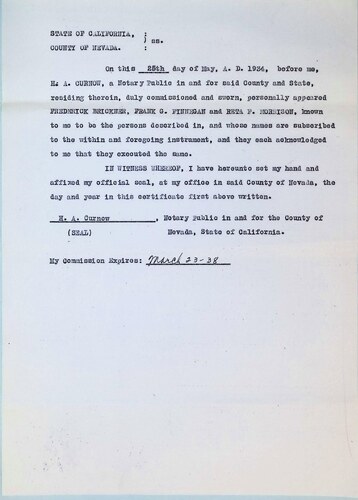 STATE OF CALIFORNIA, )
) ss.
COUNTY OF NEVADA. :
On this 25th day of May, A. D. 1934, before me,
H. A. CURNOW, a Notary Public in and for said County and State,
residing therein, duly commissioned and sworn, personally appeared
FREDERICK BRICKNER, FRANK G. FINNEGAN and RETA P. MORRISON, known
to me to be the persons described in, and whose names are subscribed
to the within and foregoing instrument, and they each acknowledged
to me that they executed the same.
IN WITNESS WHEREOF, I have hereunto set my hand and
affixed my official seal, at my office in said County of Nevada, the
day and year in this certificate first above written.
H. A. Curnow, Notary Public in and for the County of
(SEAL) Nevada, State of California.
My Commission Expires: March 23-38